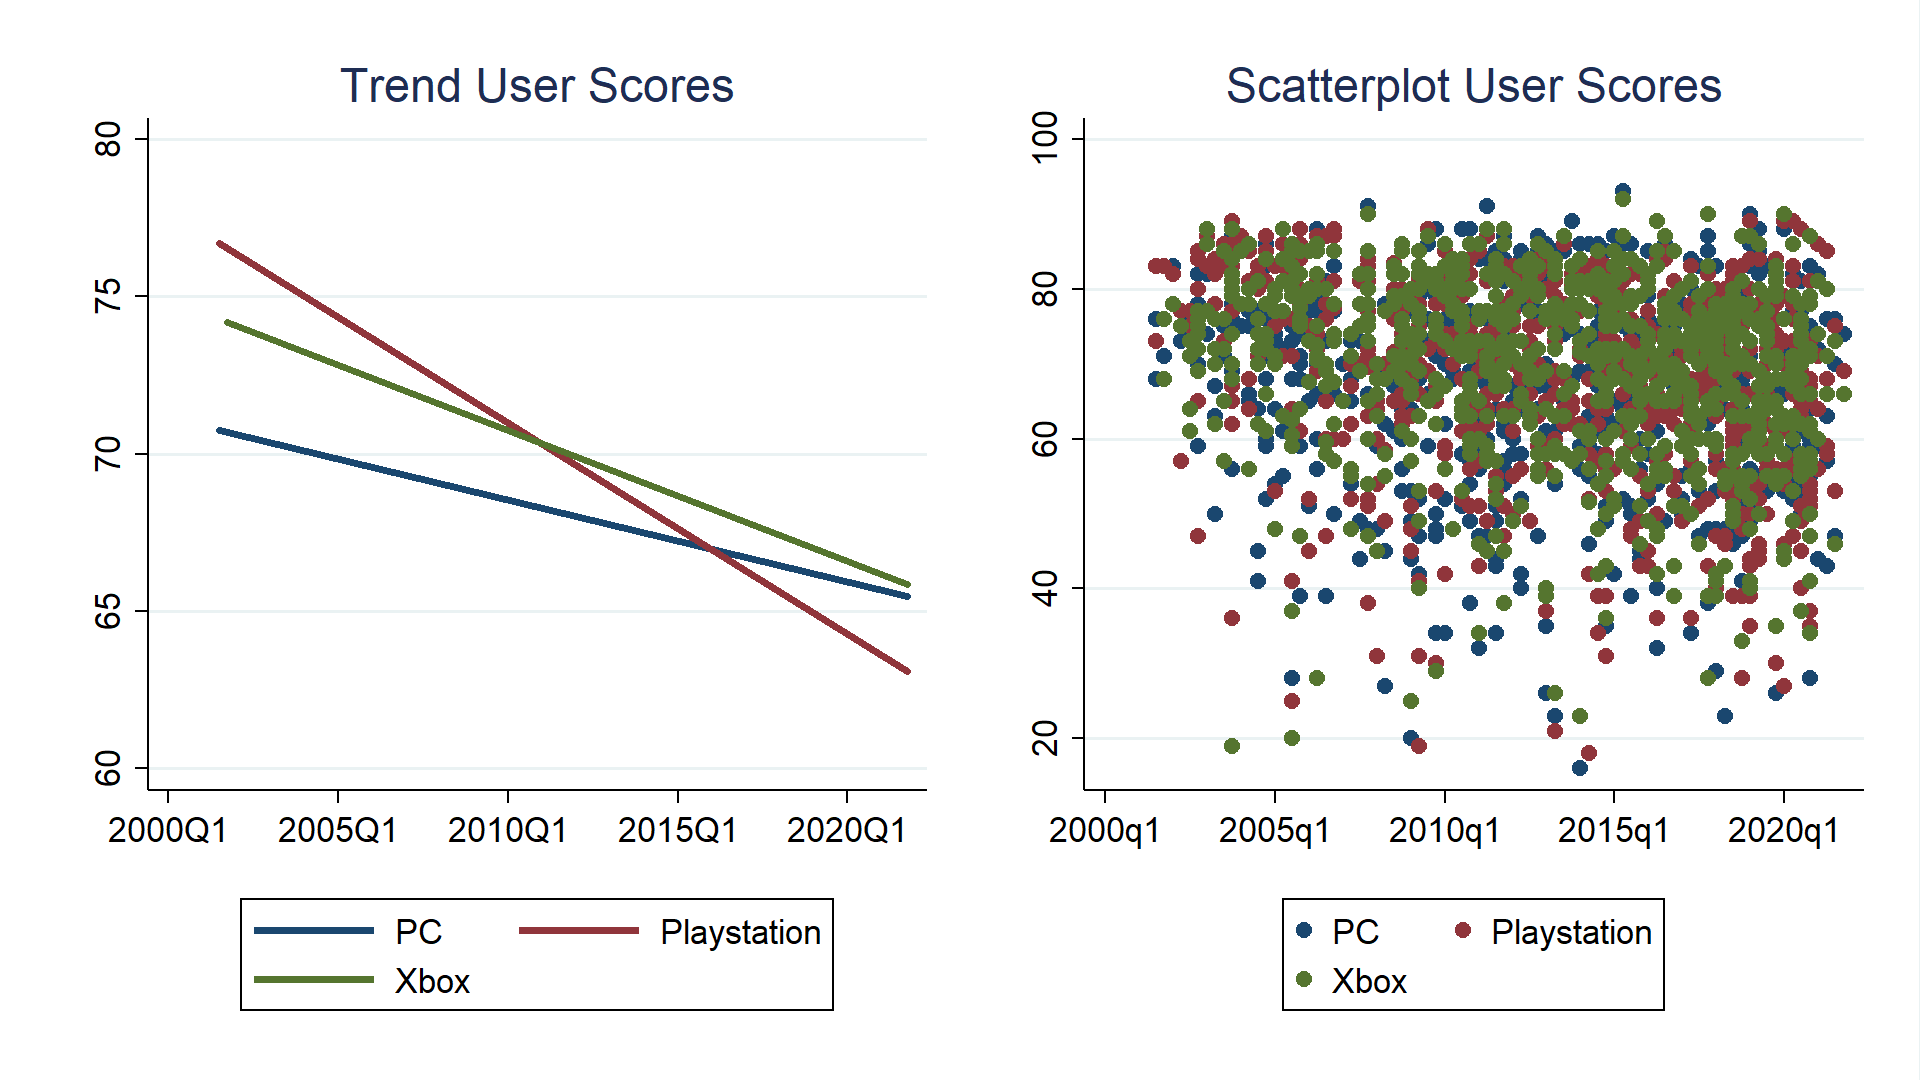 Trend User Scores
80
75
70
65
60
2000Q1 2005Q1 2010Q1 2015Q1 2020Q1
PC Playstation
Xbox
Scatterplot User Scores
100
80
60
40
20
2000q1 2005q1 2010q1 2015q1 2020q1
PC Playstation
Xbox